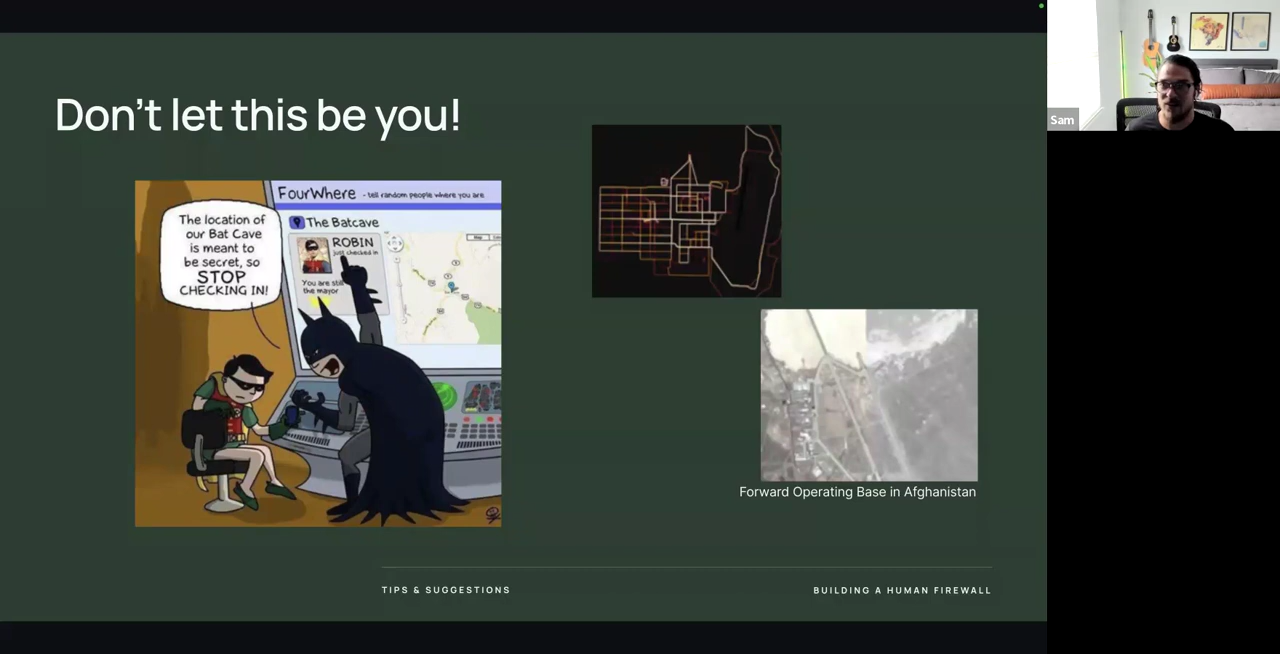 Don't let this be you!
FourWhere - tell random people where you are
The Batcave
ROBIN
just checked in
You are still
the mayor
The location of
our Bat Cave
is meant to
be secret, so
STOP
CHECKING IN!
Map
Forward Operating Base in Afghanistan
TIPS & SUGGESTIONS
BUILDING A HUMAN FIREWALL
Sam